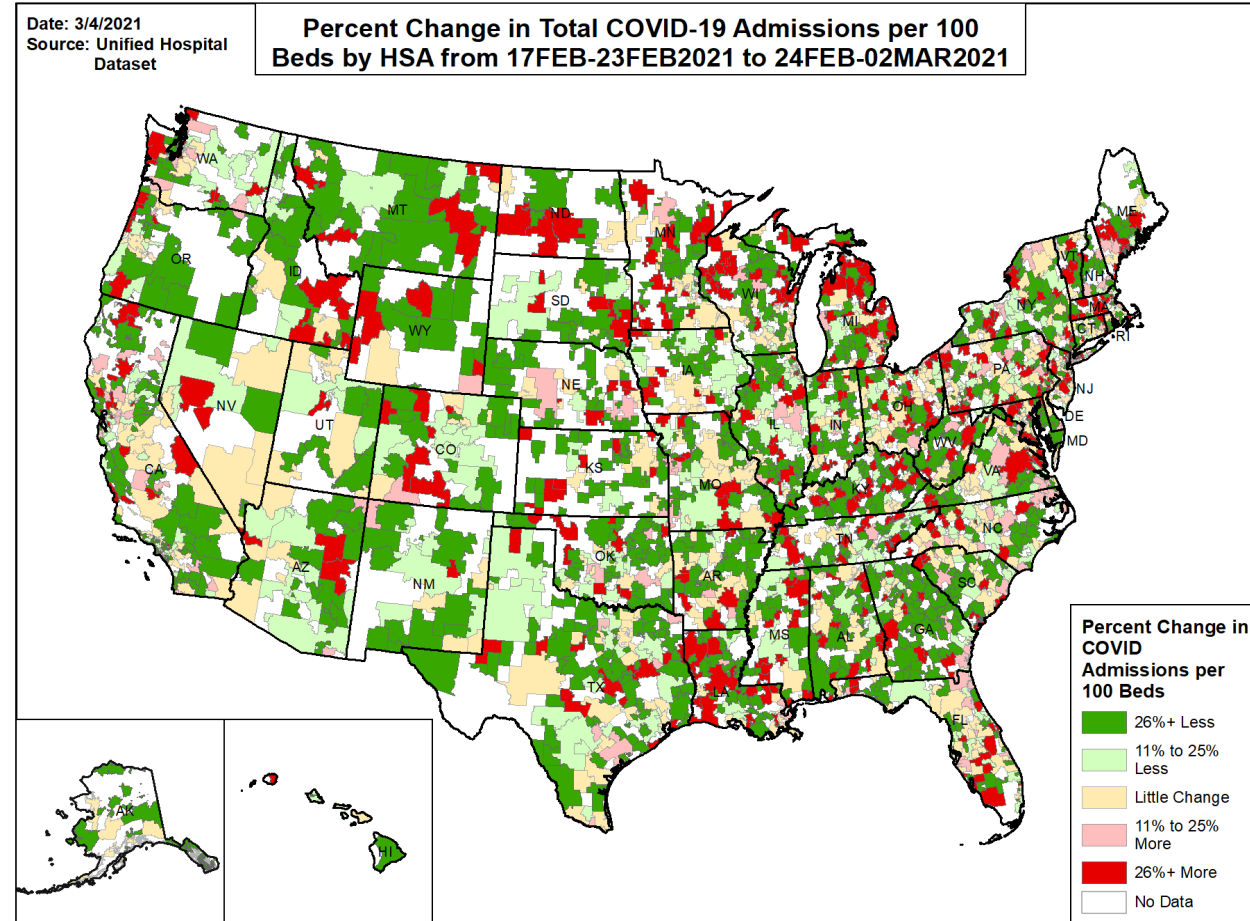 Date: 3/4/2021
Source: Unified Hospital
Dataset
Percent Change in Total COVID-19 Admissions per 100
Beds by HSA from 17FEB-23FEB2021 to 24FEB-02MAR2021
WA
MT
ND
MN
ME
OR
ID
SD
WI
VT
NH
NY
MA
WY
MI
CT
RI
IA
PA
NE
NJ
NV
OH
UT
IL
IN
DE
CO
WV
MD
CA
KS
MO
VA
KY
NC
OK
TN
AZ
NM
AR
SC
MS
AL
GA
TX
LA
FL
AK
HI
Percent Change in
COVID
Admissions per
100 Beds
26%+ Less
11% to 25%
Less
Little Change
11% to 25%
More
26%+ More
No Data